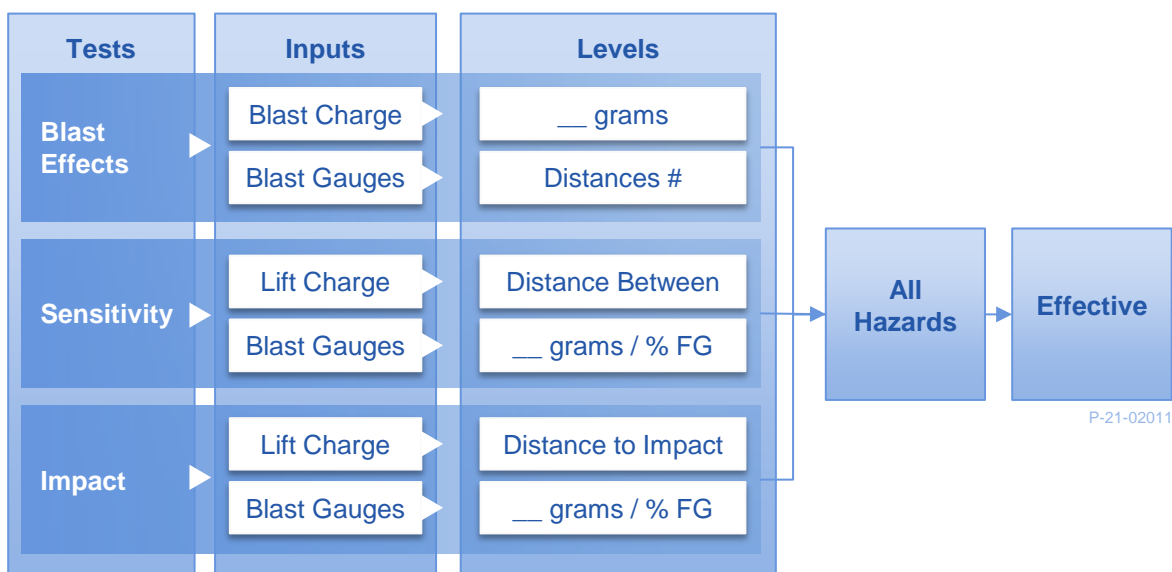 Tests
Inputs
Levels
Blast
Effects
Blast Charge
__ grams
Blast Gauges
Distances #
Sensitivity
Lift Charge
Distance Between
Blast Gauges
__ grams / % FG
Impact
Lift Charge
Distance to Impact
Blast Gauges
__ grams / % FG
All
Hazards
Effective
P-21-02011